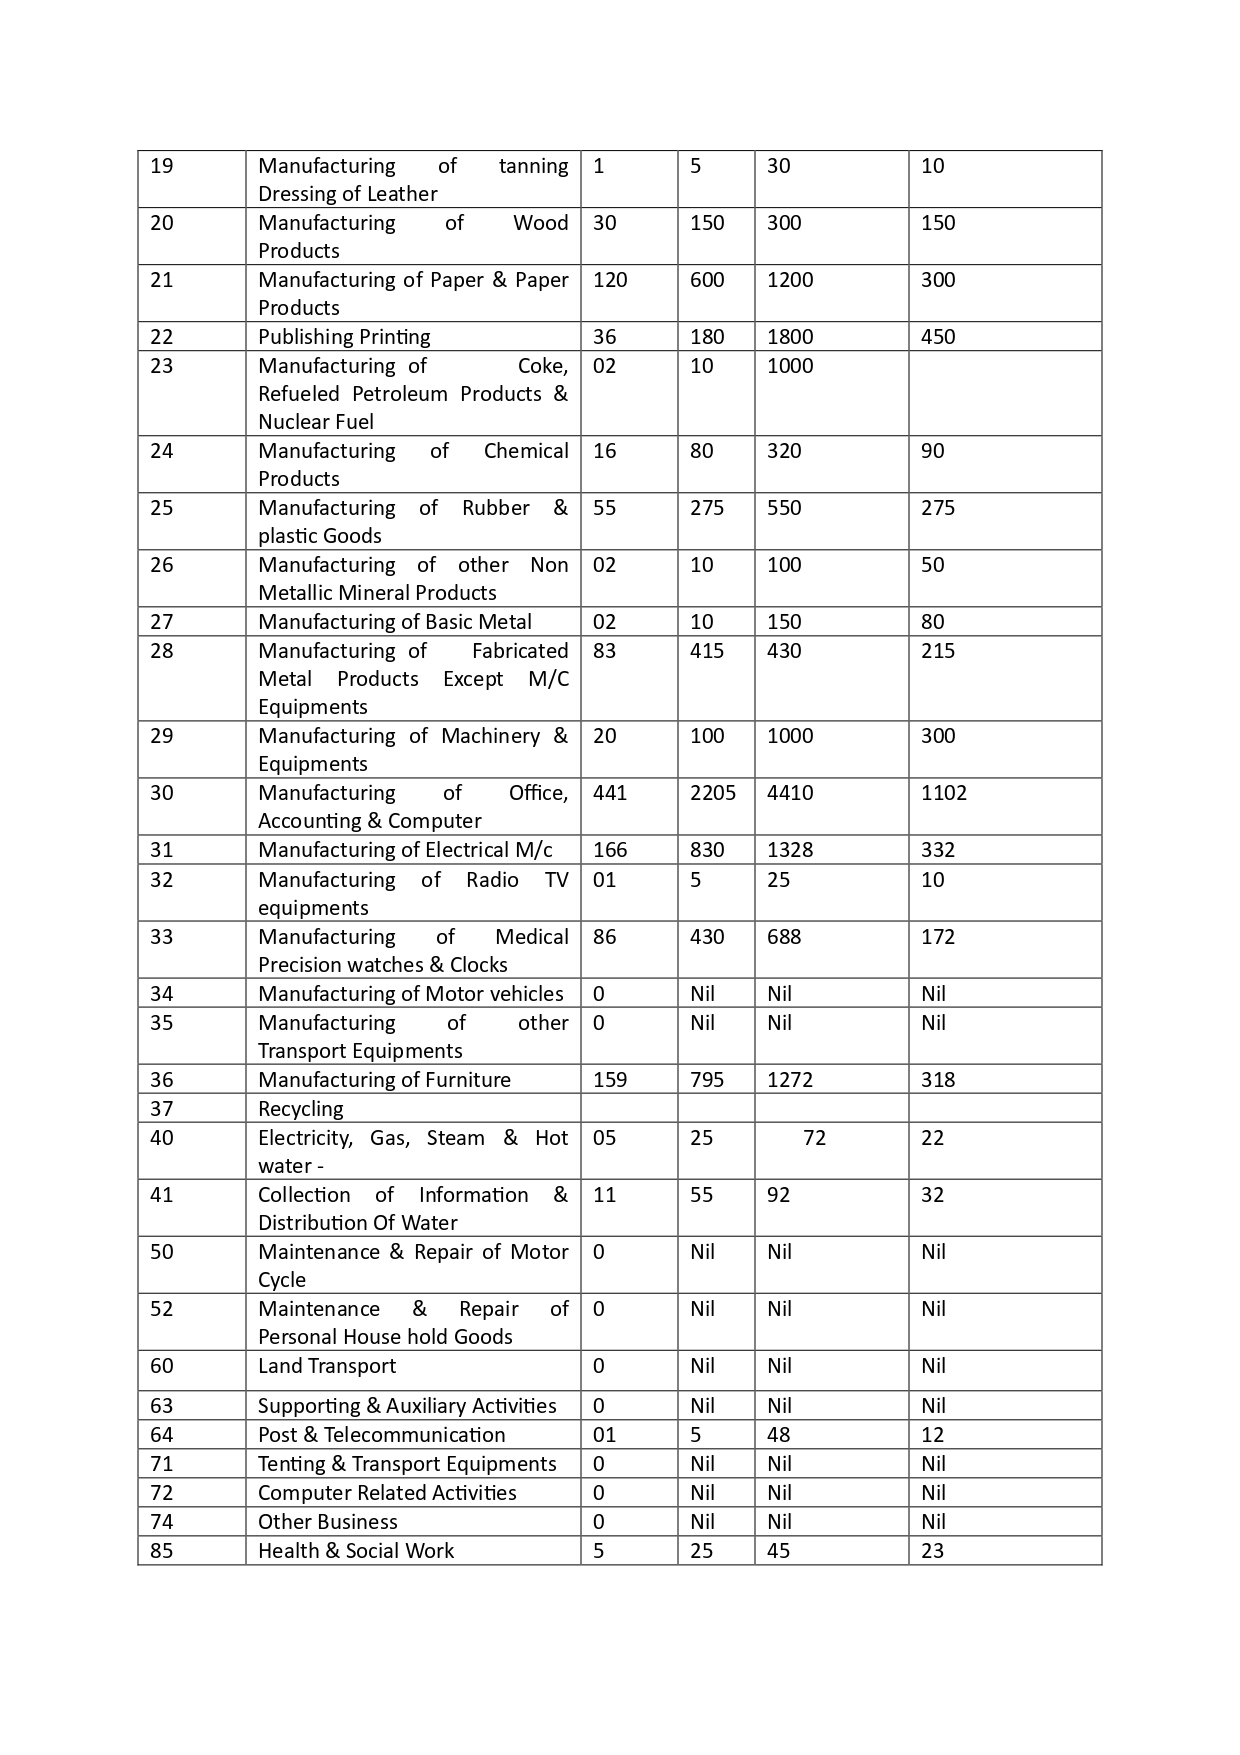 19 Manufacturing of tanning 1 5 30 10
Dressing of Leather
20 Manufacturing of Wood 30 150 300 150
Products
21 Manufacturing of Paper & Paper 120 600 1200 300
Products
22 Publishing Printing 36 180 1800 450
23 Manufacturing of Coke, 02 10 1000
Refueled Petroleum Products &
Nuclear Fuel
24 Manufacturing of Chemical 16 80 320 90
Products
25 Manufacturing of Rubber & 55 275 550 275
plastic Goods
26 Manufacturing of other Non 02 10 100 50
Metallic Mineral Products
27 Manufacturing of Basic Metal 02 10 150 80
28 Manufacturing of Fabricated 83 415 430 215
Metal Products Except M/C
Equipments
29 Manufacturing of Machinery & 20 100 1000 300
Equipments
30 Manufacturing of Office, 441 2205 4410 1102
Accounting & Computer
31 Manufacturing of Electrical M/c 166 830 1328 332
32 Manufacturing of Radio TV 01 5 25 10
equipments
33 Manufacturing of Medical 86 430 688 172
Precision watches & Clocks
34 Manufacturing of Motor vehicles 0 Nil Nil Nil
35 Manufacturing of other 0 Nil Nil Nil
Transport Equipments
36 Manufacturing of Furniture 159 795 1272 318
37 Recycling
40 Electricity, Gas, Steam & Hot 05 25 72 22
water -
41 Collection of Information & 11 55 92 32
Distribution Of Water
50 Maintenance & Repair of Motor 0 Nil Nil Nil
Cycle
52 Maintenance & Repair of 0 Nil Nil Nil
Personal House hold Goods
60 Land Transport 0 Nil Nil Nil
63 Supporting & Auxiliary Activities 0 Nil Nil Nil
64 Post & Telecommunication 01 5 48 12
71 Tenting & Transport Equipments 0 Nil Nil Nil
72 Computer Related Activities 0 Nil Nil Nil
74 Other Business 0 Nil Nil Nil
85 Health & Social Work 5 25 45 23